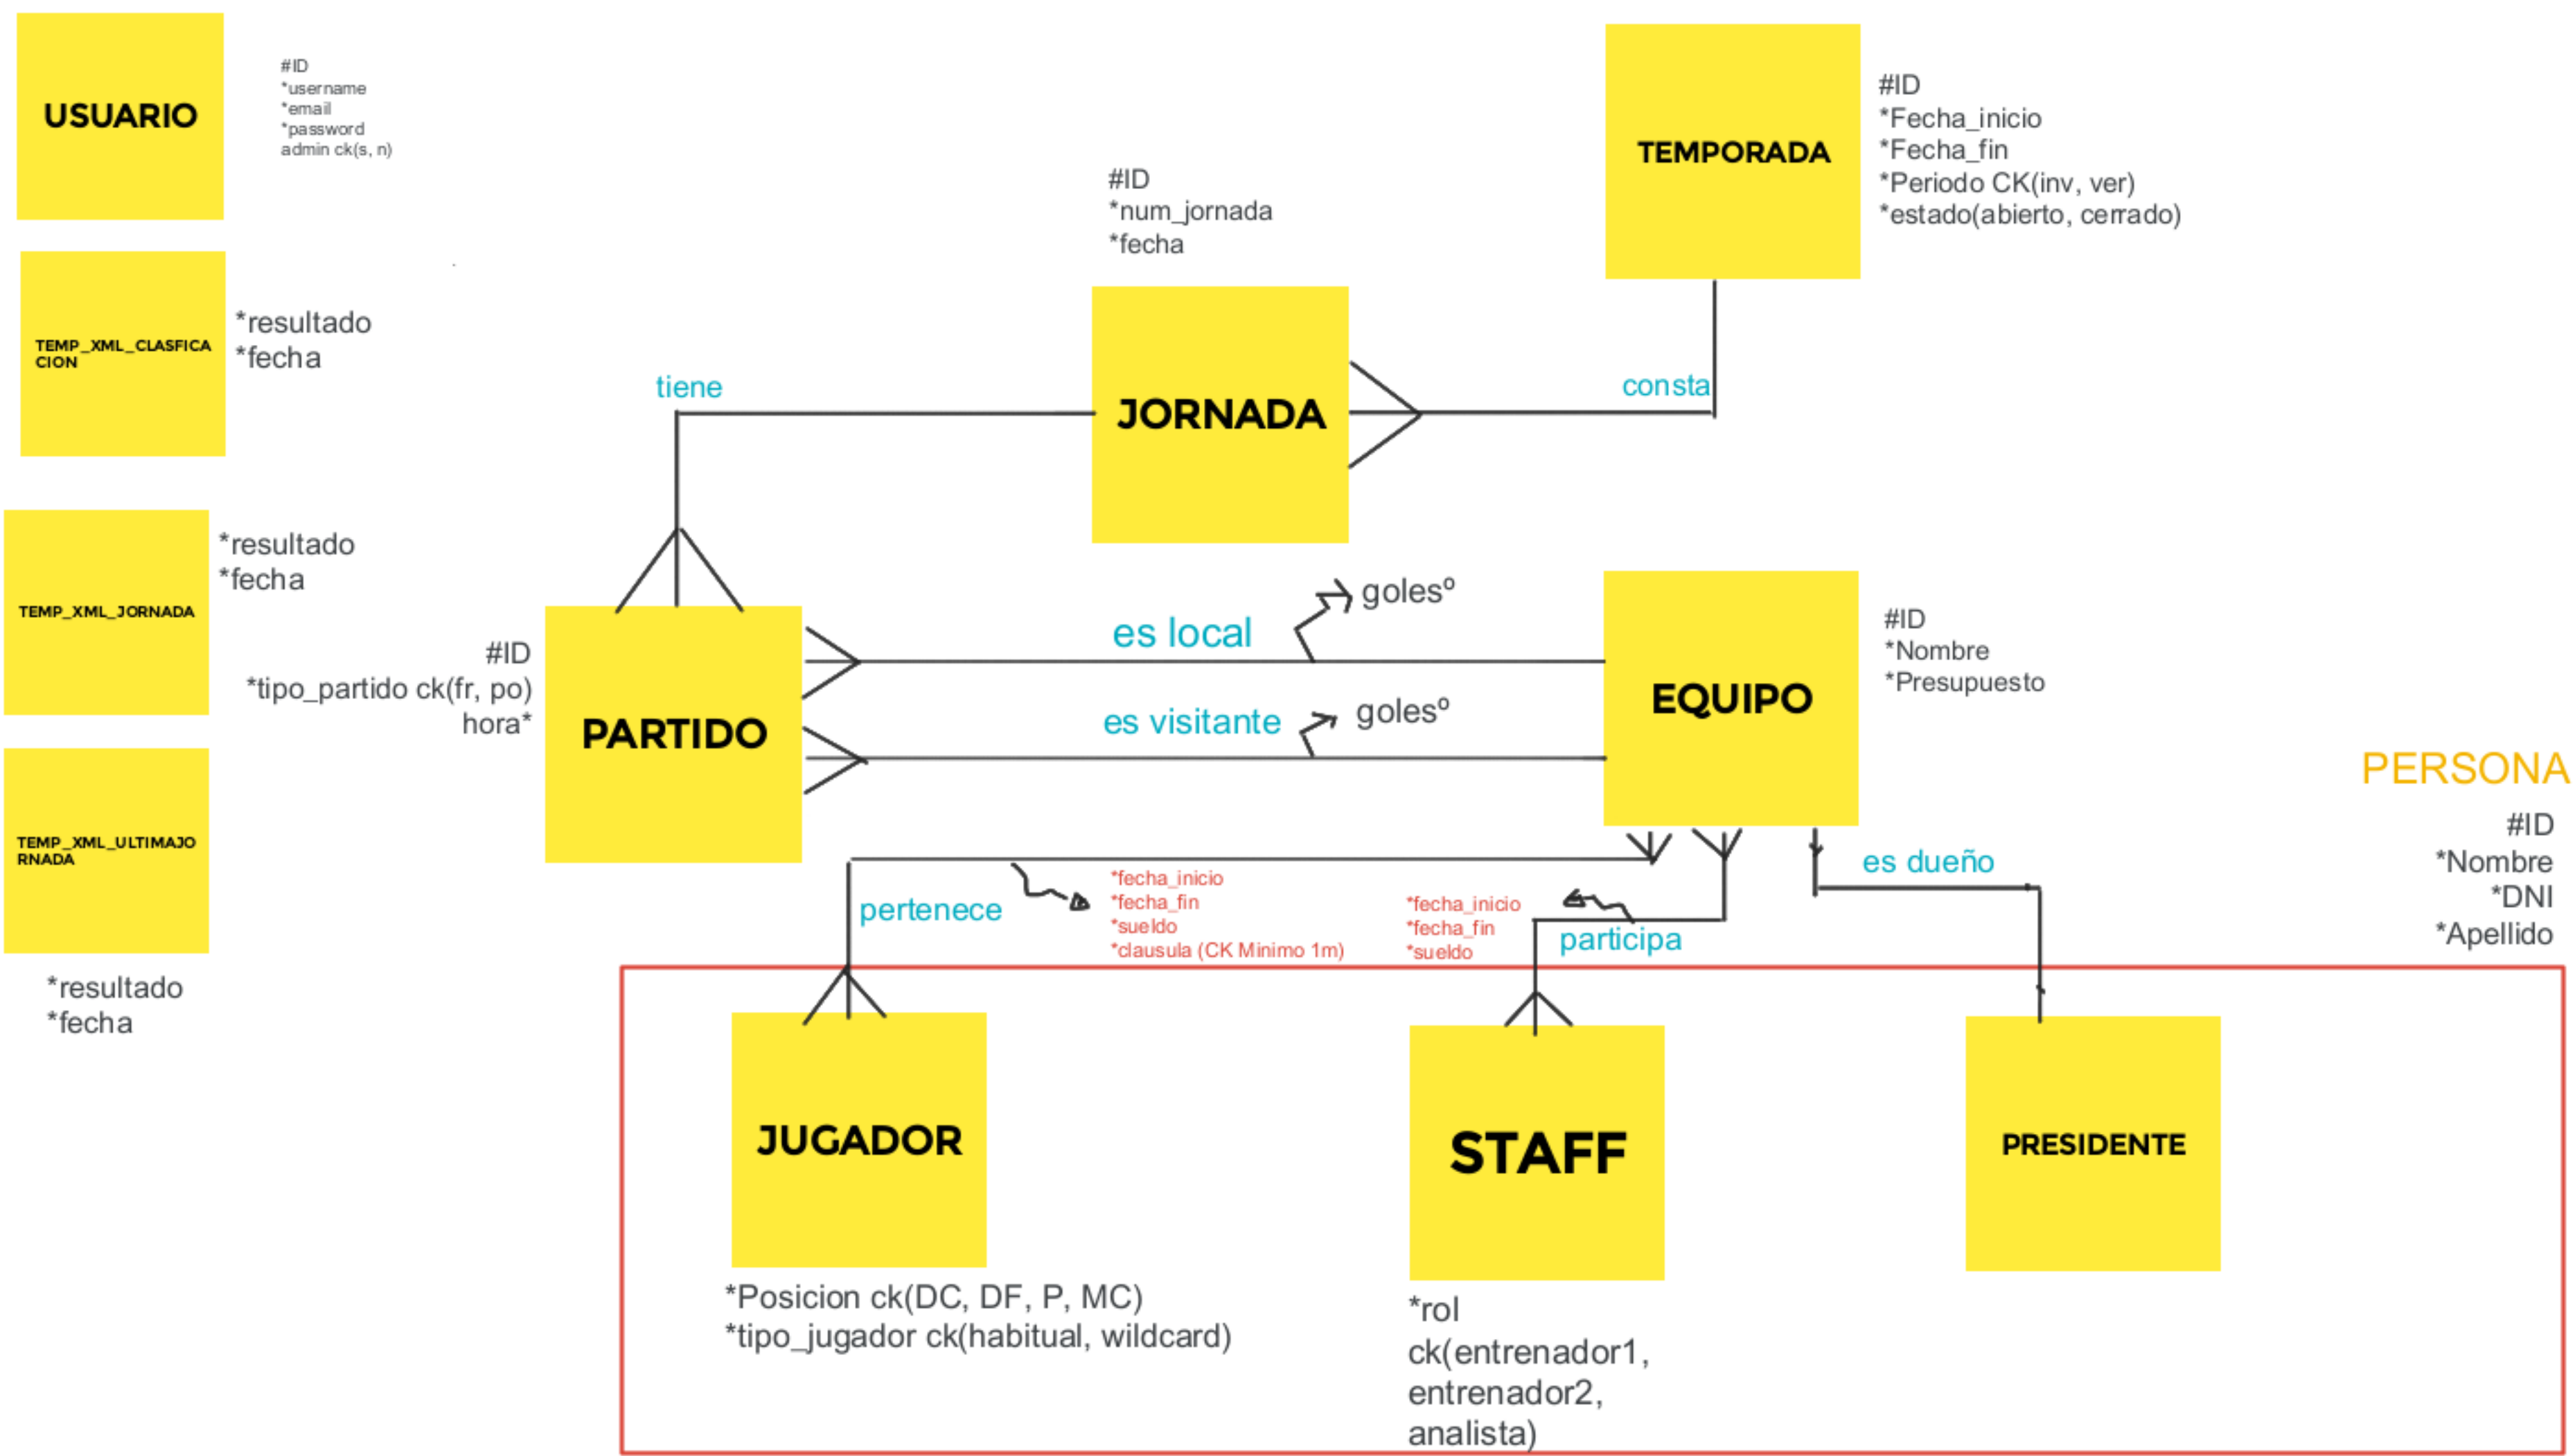 USUARIO
#ID
*username
*email
*password
admin ck(s, n)
TEMPORADA
#ID
*Fecha_inicio
*Fecha_fin
*Periodo CK(inv, ver)
*estado(abierto, cerrado)
#ID
*num_jornada
*fecha
TEMP_XML_CLASFICA
CION
*resultado
*fecha
tiene
JORNADA
consta
TEMP_XML_JORNADA
*resultado
*fecha
#ID
*tipo_partido ck(fr, po)
hora*
PARTIDO
es local
golesº
es visitante
golesº
EQUIPO
#ID
*Nombre
*Presupuesto
TEMP_XML_ULTIMAJO
RNADA
*resultado
*fecha
PERSONA
#ID
*Nombre
*DNI
*Apellido
pertenece
*fecha_inicio
*fecha_fin
*sueldo
*clausula (CK Minimo 1m)
*fecha_inicio
*fecha_fin
*sueldo
participa
es dueño
JUGADOR
*Posicion ck(DC, DF, P, MC)
*tipo_jugador ck(habitual, wildcard)
STAFF
*rol
ck(entrenador1,
entrenador2,
analista)
PRESIDENTE